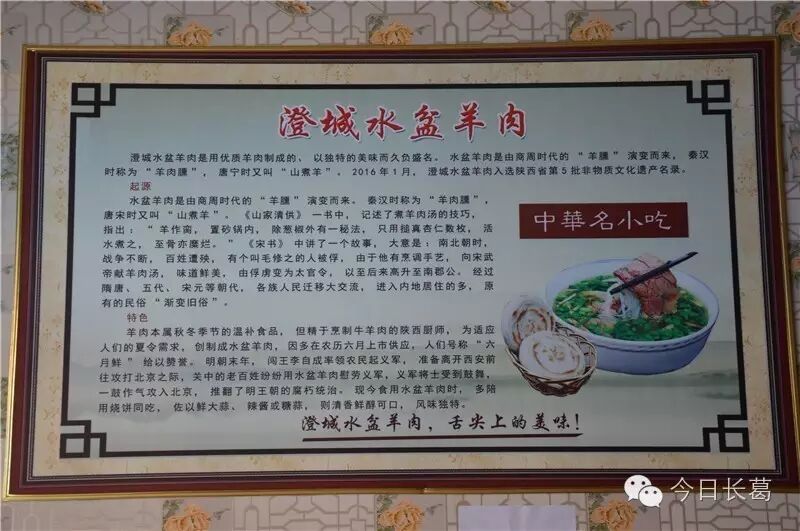 澄城水盆羊肉
澄城水盆羊肉是用优质羊肉制成的、以独特的美味而久负盛名。水盆羊肉是由商周时代的“羊臐”演变而来，秦汉
时称为“羊肉臐”，唐宁时又叫“山煮羊”。2016年1月，澄城水盆羊肉入选陕西省第5批非物质文化遗产名录。
起源
水盆羊肉是由商周时代的“羊臐”演变而来。秦汉时称为“羊肉臐”，
唐宋时又叫“山煮羊”。《山家清供》一书中，记述了煮羊肉汤的技巧，
指出：“羊作脔，置砂锅内，除葱椒外有一秘法，只用槌真杏仁数枚，活
水煮之，至骨亦糜烂。”《宋书》中讲了一个故事，大意是：南北朝时，
战争不断，百姓遭殃，有个叫毛修之的人被俘，由于他有烹调手艺，向宋武
帝献羊肉汤，味道鲜美，由俘虏变为太官令，以至后来高升至南郡公。经过
隋唐、五代、宋元等朝代，各族人民迁移大交流，进入内地居住的多，原
有的民俗“渐变旧俗”。
特色
羊肉本属秋冬季节的温补食品，但精于烹制牛羊肉的陕西厨师，为适应
人们的夏令需求，创制成水盆羊肉，因多在农历六月上市供应，人们号称“六
月鲜”给以赞誉。明朝末年，闯王李自成率领农民起义军，准备离开西安前
往攻打北京之际，关中的老百姓纷纷用水盆羊肉慰劳义军，义军将士受到鼓舞，
一鼓作气攻入北京，推翻了明王朝的腐朽统治。现今食用水盆羊肉时，多陪
用烧饼同吃，佐以鲜大蒜、辣酱或糖蒜，则清香鲜醇可口，风味独特。
澄城水盆羊肉，舌尖上的美味！
中華名小吃
今日长葛